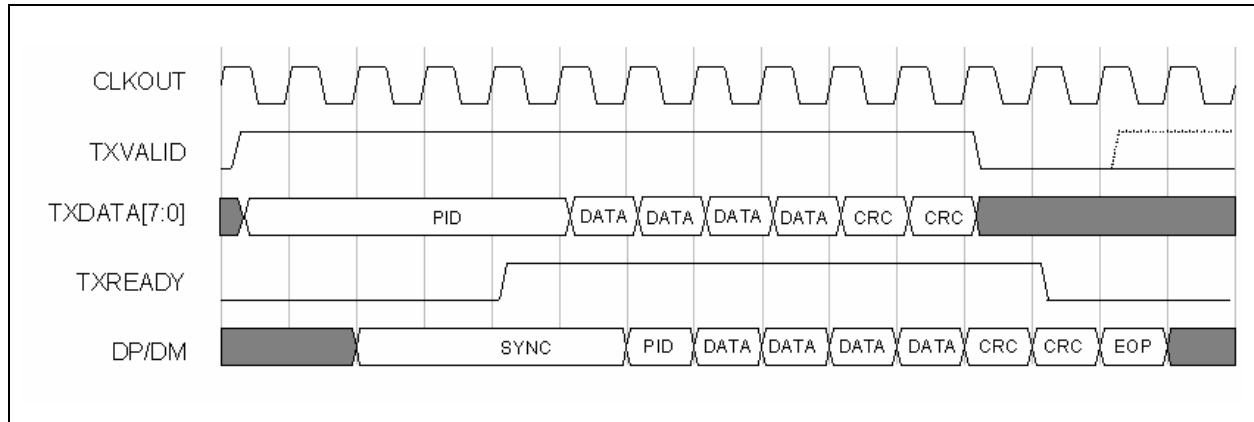 CLKOUT
TXVALID
TXDATA[7:0] PID DATA DATA DATA DATA CRC CRC
TXREADY
DP/DM SYNC PID DATA DATA DATA DATA CRC CRC EOP